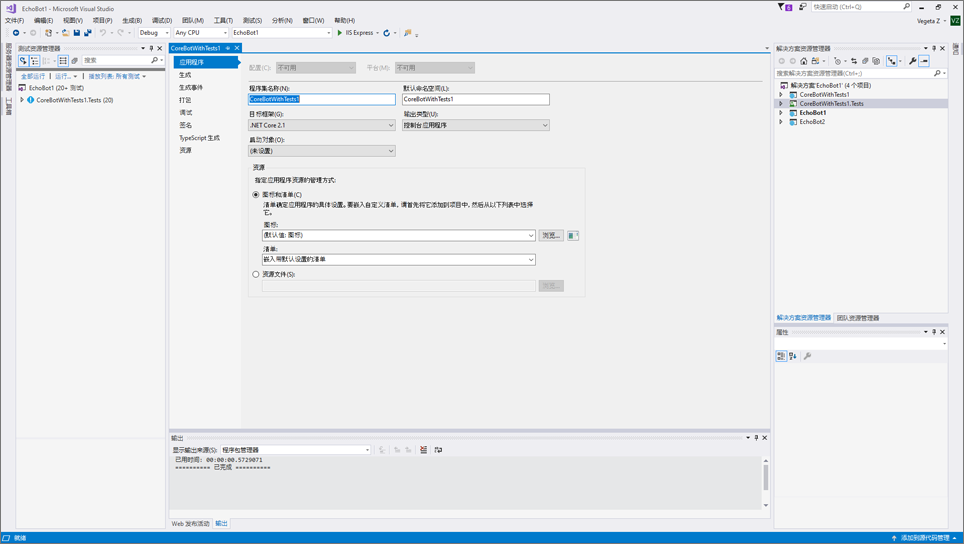 EchoBot1 - Microsoft Visual Studio
6
快速启动 (Ctrl+Q)
文件(F) 编辑(E) 视图(V) 项目(P) 生成(B) 调试(D) 团队(M) 工具(T) 测试(S) 分析(N) 窗口(W) 帮助(H)
Vegeta Z
VZ
Debug
Any CPU
EchoBot1
IIS Express
测试资源管理器
搜索
全部运行 | 运行... | 播放列表: 所有测试
EchoBot1 (20+ 测试)
CoreBotWithTests1.Tests (20)
CoreBotWithTests1
应用程序
生成
生成事件
打包
调试
签名
TypeScript 生成
资源
配置(C): 不可用
平台(M): 不可用
程序集名称(N):
默认命名空间(L):
CoreBotWithTests1
CoreBotWithTests1
目标框架(G):
输出类型(U):
.NET Core 2.1
控制台应用程序
启动对象(O):
(未设置)
资源
指定应用程序资源的管理方式:
图标和清单(C)
清单确定应用程序的具体设置。要嵌入自定义清单，请首先将它添加到项目中，然后从以下列表中选择
它。
图标:
(默认值: 图标)
浏览...
清单:
嵌入带默认设置的清单
资源文件(S):
浏览...
输出
显示输出来源(S): 程序包管理器
已用时间: 00:00:00.5729071
========== 已完成 ==========
Web 发布活动 输出
解决方案资源管理器
搜索解决方案资源管理器(Ctrl+;)
解决方案'EchoBot1' (4 个项目)
CoreBotWithTests1
CoreBotWithTests1.Tests
EchoBot1
EchoBot2
解决方案资源管理器 团队资源管理器
属性
就绪
添加到源代码管理